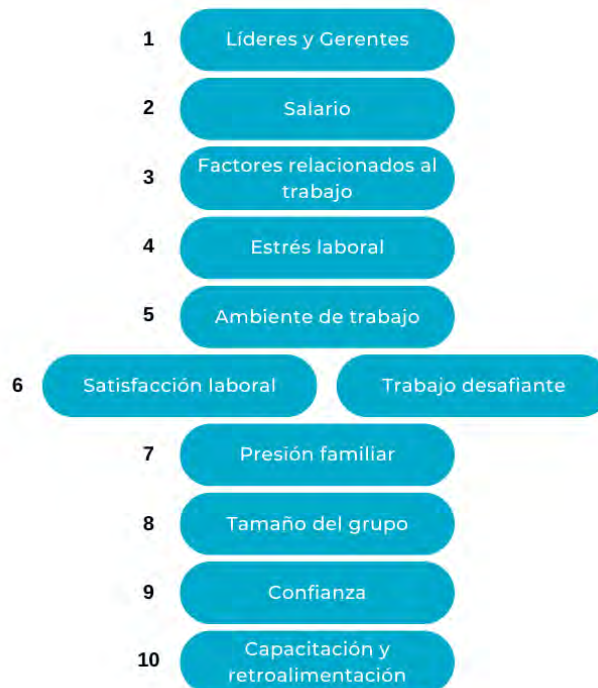 1 Líderes y Gerentes
2 Salario
3 Factores relacionados al
trabajo
4 Estrés laboral
5 Ambiente de trabajo
6 Satisfacción laboral Trabajo desafiante
7 Presión familiar
8 Tamaño del grupo
9 Confianza
10 Capacitación y
retroalimentación